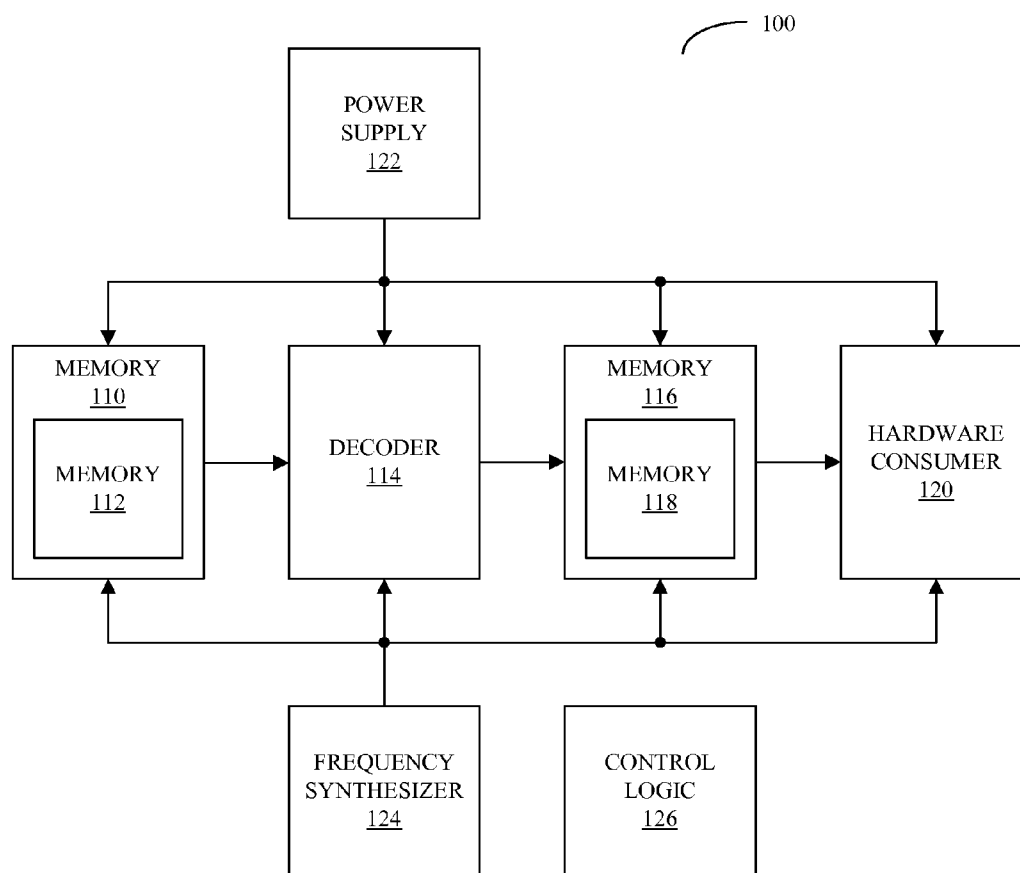 100
POWER
SUPPLY
122
MEMORY
110
MEMORY
112
DECODER
114
MEMORY
116
MEMORY
118
HARDWARE
CONSUMER
120
FREQUENCY
SYNTHESIZER
124
CONTROL
LOGIC
126